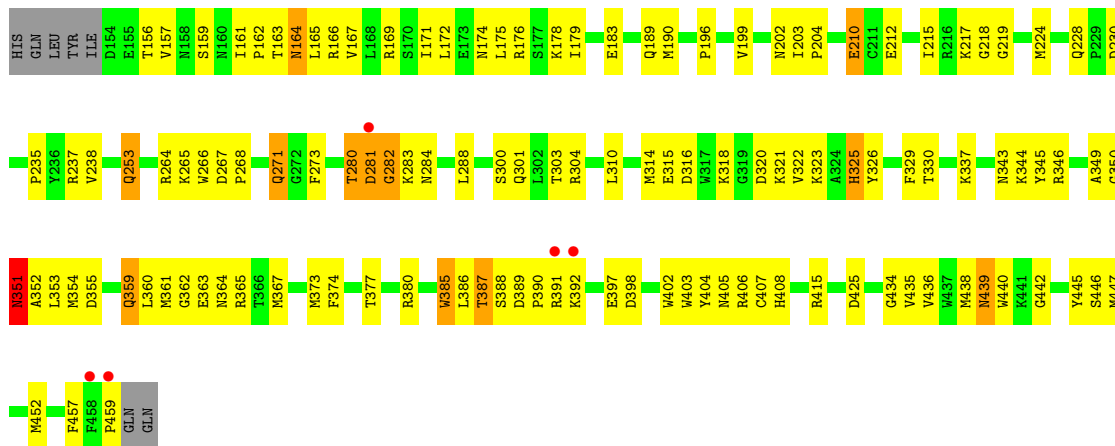 HIS GLN LEU TYR ILE D154 E155 T156 V157 N158 S159 N160 I161 P162 T163 N164 L165 R166 V167 L168 R169 S170 I171 L172 E173 N174 L175 R176 S177 K178 I179 E183 Q189 M190 P196 V199 N202 I203 P204 E210 C211 E212 I215 R216 K217 G218 G219 M224 Q228 P229
P235 Y236 R237 V238 Q253 R264 K265 W266 D267 P268 Q271 G272 F273 T280 D281 G282 K283 N284 L288 S300 Q301 L302 T303 R304 L310 M314 E315 D316 W317 K318 G319 D320 K321 V322 K323 A324 H325 Y326 F329 T330 K337 N343 K344 Y345 R346 A349
N351 A352 L353 M354 D355 Q359 L360 M361 G362 E363 N364 R365 T366 M367 M373 F374 T377 R380 W385 L386 T387 S388 D389 P390 R391 K392 E397 D398 W402 W403 Y404 N405 R406 C407 H408 R415 D425 G434 V435 V436 W437 M438 N439 W440 K441 G442 Y445 S446
M452 F457 F458 P459 GLN GLN